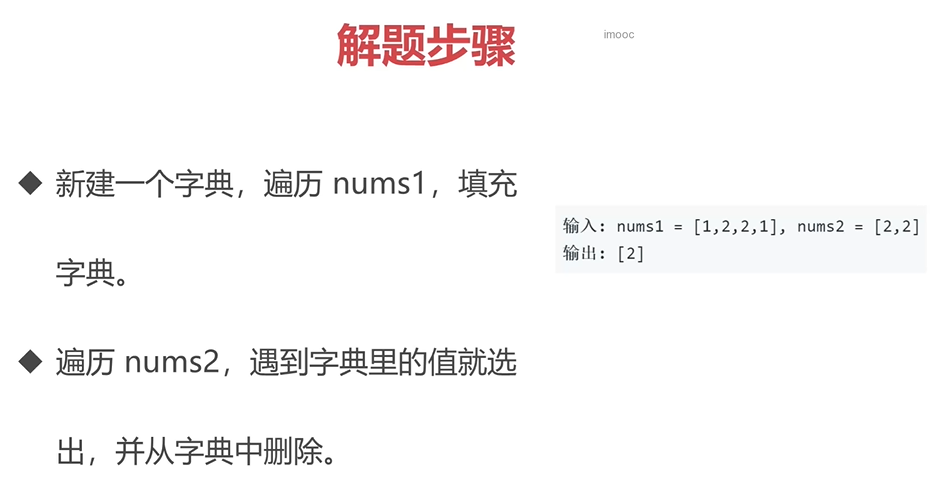 解题步骤
imooc
◆ 新建一个字典，遍历 nums1，填充
字典。
◆ 遍历 nums2，遇到字典里的值就选
出，并从字典中删除。
输入：nums1 = [1,2,2,1], nums2 = [2,2]
输出：[2]